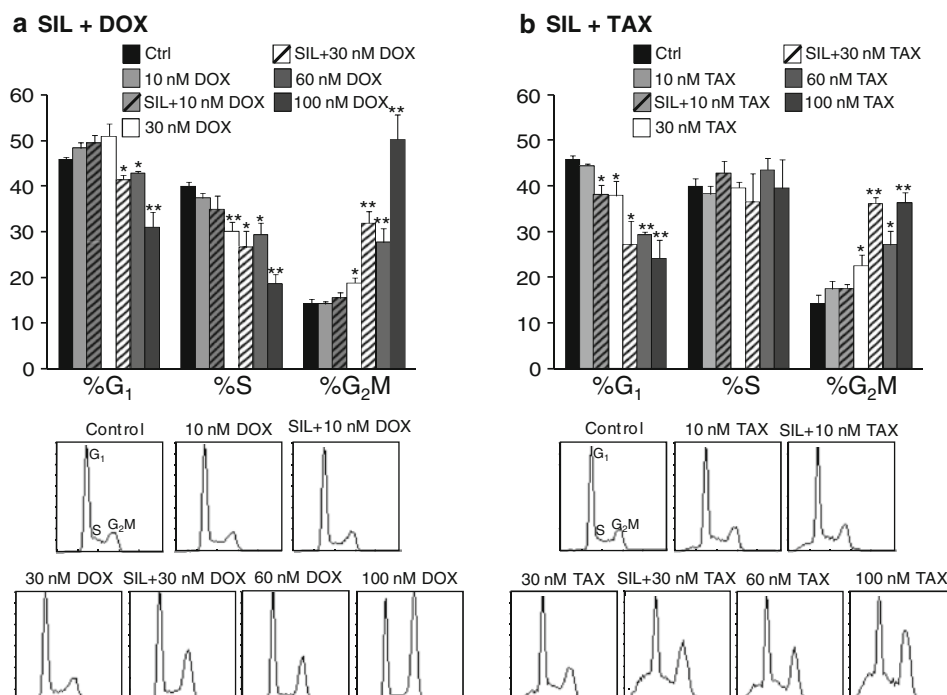 a SIL + DOX
Ctrl
10 nM DOX
SIL+10 nM DOX
30 nM DOX
SIL+30 nM DOX
60 nM DOX
100 nM DOX
60
50
40
30
20
10
0
* * ** ** * * ** * ** ** **
%G1 %S %G2M
Control 10 nM DOX SIL+10 nM DOX
G1
S G2M
30 nM DOX SIL+30 nM DOX 60 nM DOX 100 nM DOX
b SIL + TAX
Ctrl
10 nM TAX
SIL+10 nM TAX
30 nM TAX
SIL+30 nM TAX
60 nM TAX
100 nM TAX
60
50
40
30
20
10
0
* * * ** ** * ** * **
%G1 %S %G2M
Control 10 nM TAX SIL+10 nM TAX
G1
S G2M
30 nM TAX SIL+30 nM TAX 60 nM TAX 100 nM TAX